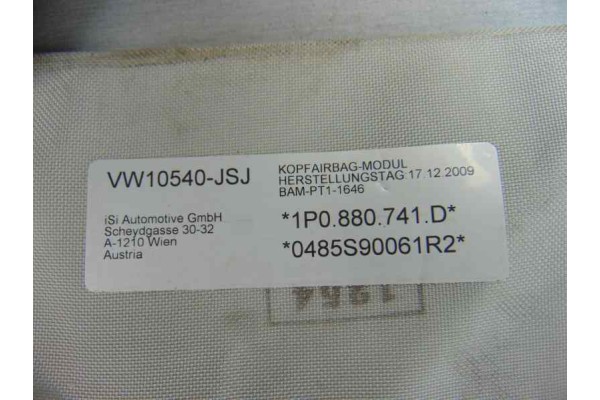 VW10540-JSJ
iSi Automotive GmbH
Scheydgasse 30-32
A-1210 Wien
Austria
KOPFAIRBAG-MODUL
HERSTELLUNGSTAG 17.12.2009
BAM-PT1-1646
*1P0.880.741.D*
*0485S90061R2*